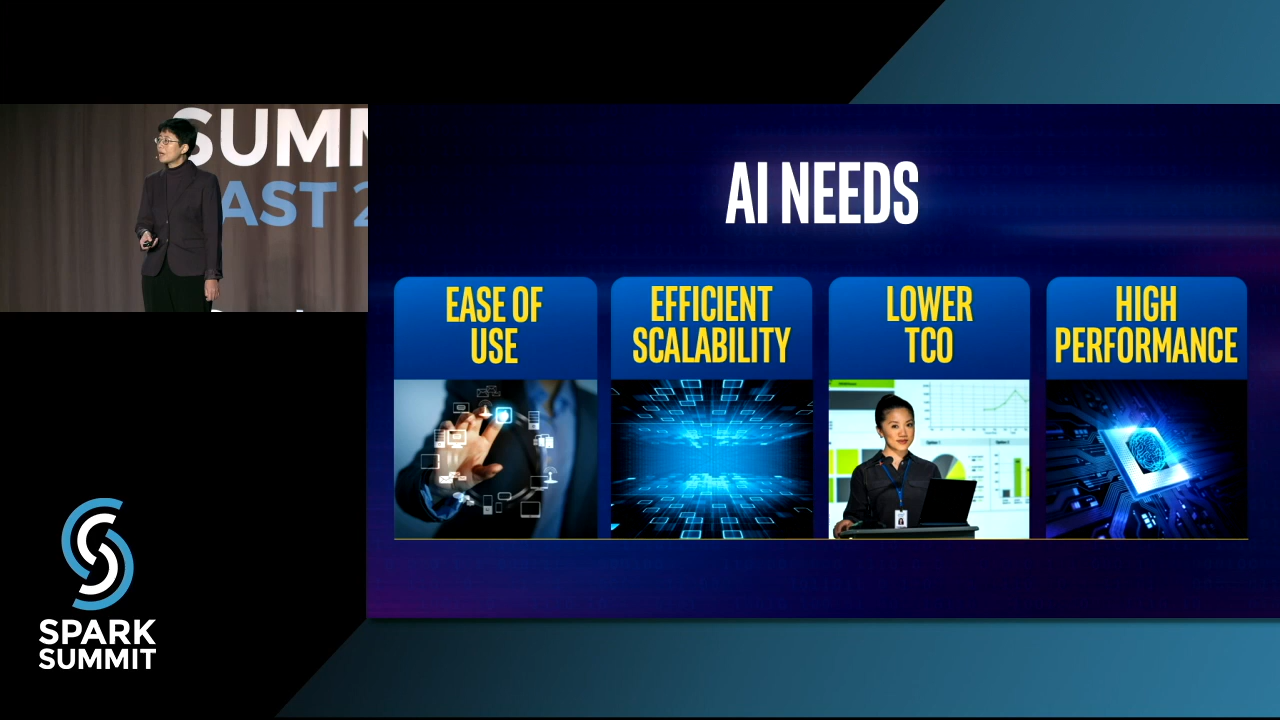 SUMM
AST 2
AI NEEDS
EASE OF
USE
EFFICIENT
SCALABILITY
LOWER
TCO
HIGH
PERFORMANCE
SPARK
SUMMIT